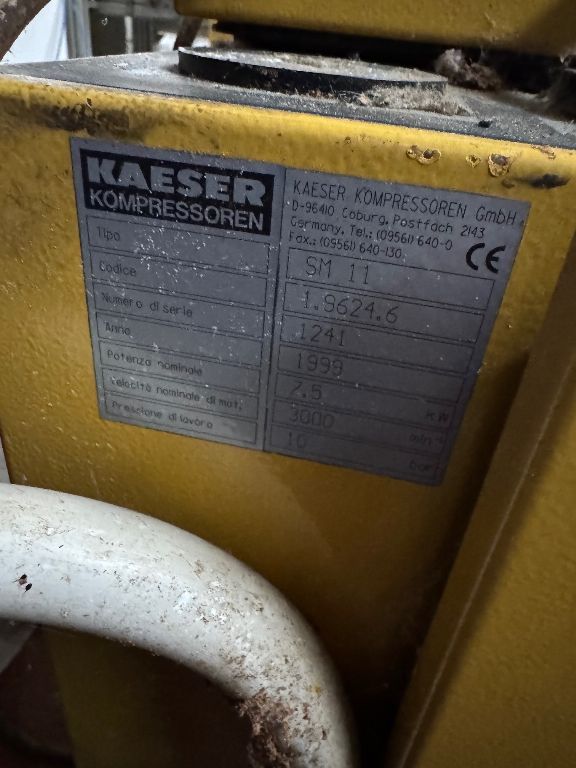 KAESER
KOMPRESSOREN
KAESER KOMPRESSOREN GmbH
D-96410 Coburg, Postfach 2143
Germany, Tel.: (09561) 640-0
Fax.: (09561) 640-130
CE
Tipo SM 11
Codice 1.9624.6
Numero di serie 1241
Anno 1999
Potenza nominale 7.5 kW
Velocità nominale di mot. 3000 min⁻¹
Pressione di lavoro 10 bar